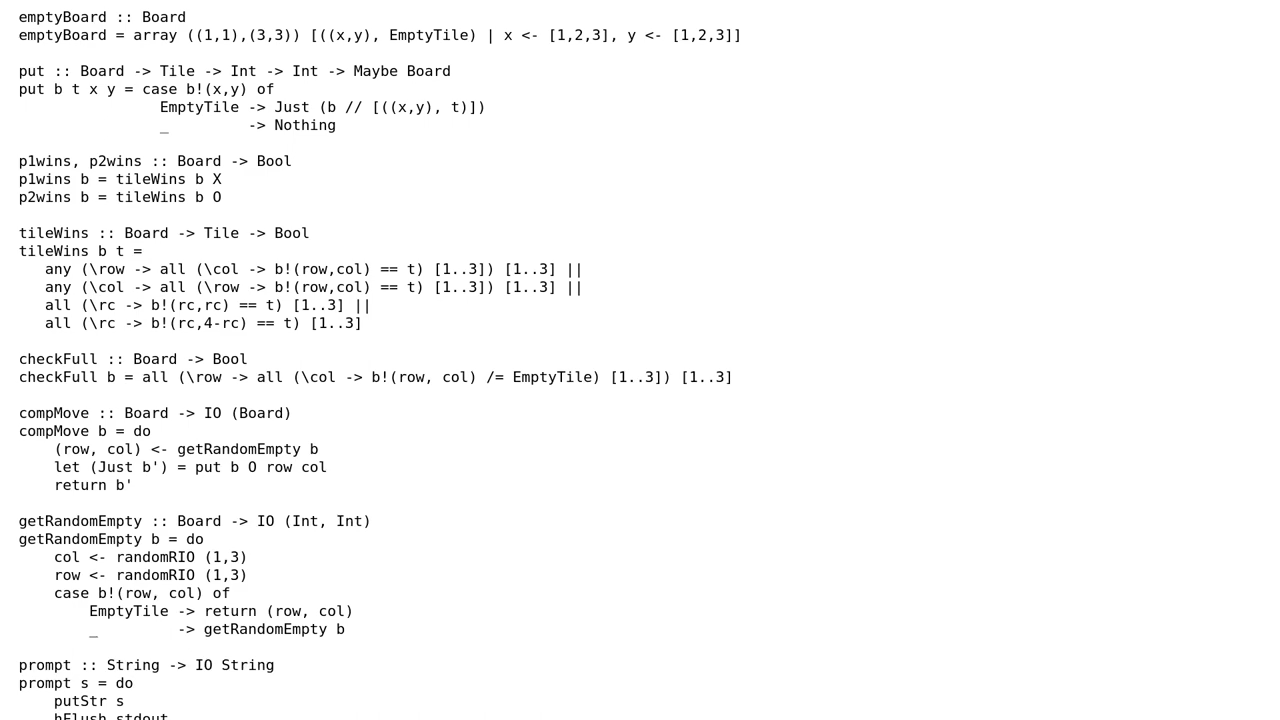 emptyBoard :: Board
emptyBoard = array ((1,1),(3,3)) [((x,y), EmptyTile) | x <- [1,2,3], y <- [1,2,3]]

put :: Board -> Tile -> Int -> Int -> Maybe Board
put b t x y = case b!(x,y) of
                EmptyTile -> Just (b // [((x,y), t)])
                _         -> Nothing

p1wins, p2wins :: Board -> Bool
p1wins b = tileWins b X
p2wins b = tileWins b O

tileWins :: Board -> Tile -> Bool
tileWins b t =
   any (\row -> all (\col -> b!(row,col) == t) [1..3]) [1..3] ||
   any (\col -> all (\row -> b!(row,col) == t) [1..3]) [1..3] ||
   all (\rc -> b!(rc,rc) == t) [1..3] ||
   all (\rc -> b!(rc,4-rc) == t) [1..3]

checkFull :: Board -> Bool
checkFull b = all (\row -> all (\col -> b!(row, col) /= EmptyTile) [1..3]) [1..3]

compMove :: Board -> IO (Board)
compMove b = do
    (row, col) <- getRandomEmpty b
    let (Just b') = put b O row col
    return b'

getRandomEmpty :: Board -> IO (Int, Int)
getRandomEmpty b = do
    col <- randomRIO (1,3)
    row <- randomRIO (1,3)
    case b!(row, col) of
        EmptyTile -> return (row, col)
        _         -> getRandomEmpty b

prompt :: String -> IO String
prompt s = do
    putStr s
    hFlush stdout